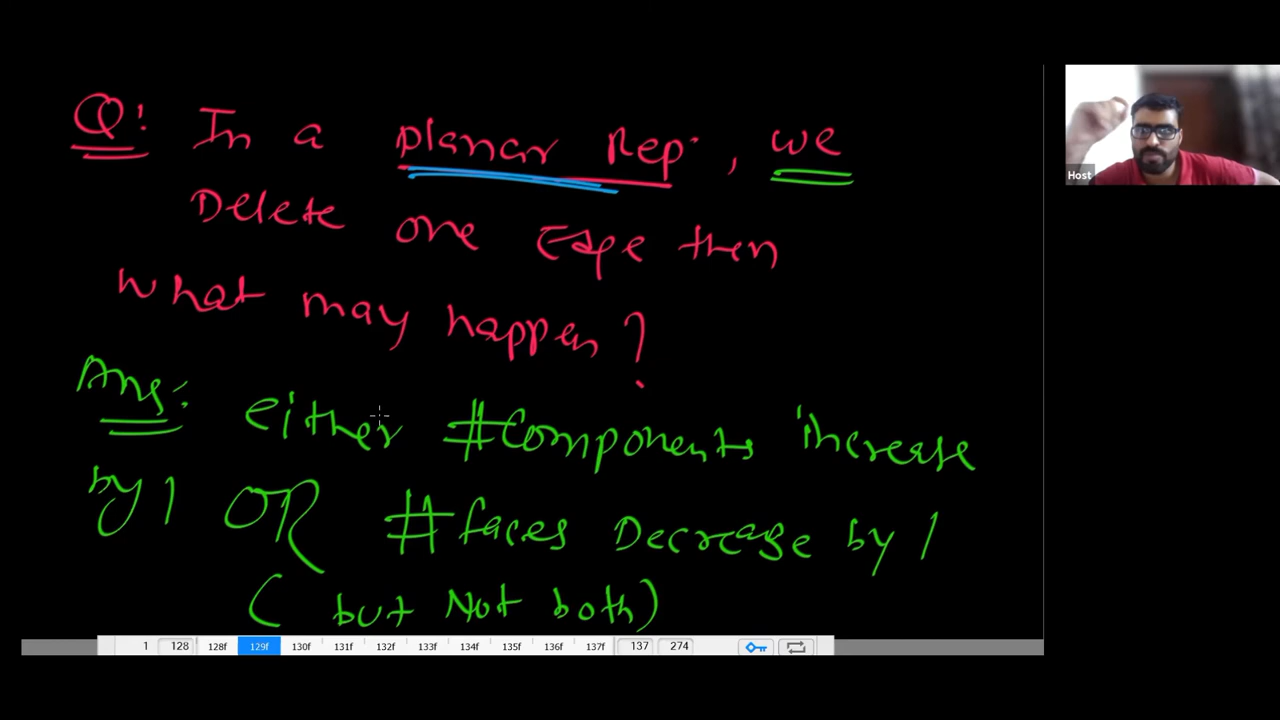 Q: In a planar Rep., we
Delete one Edge then
what may happen?
Ans: either #Components increase
by 1 OR #faces Decrease by 1
(but Not both)
Host
1 128 128f 129f 130f 131f 132f 133f 134f 135f 136f 137f 137 274